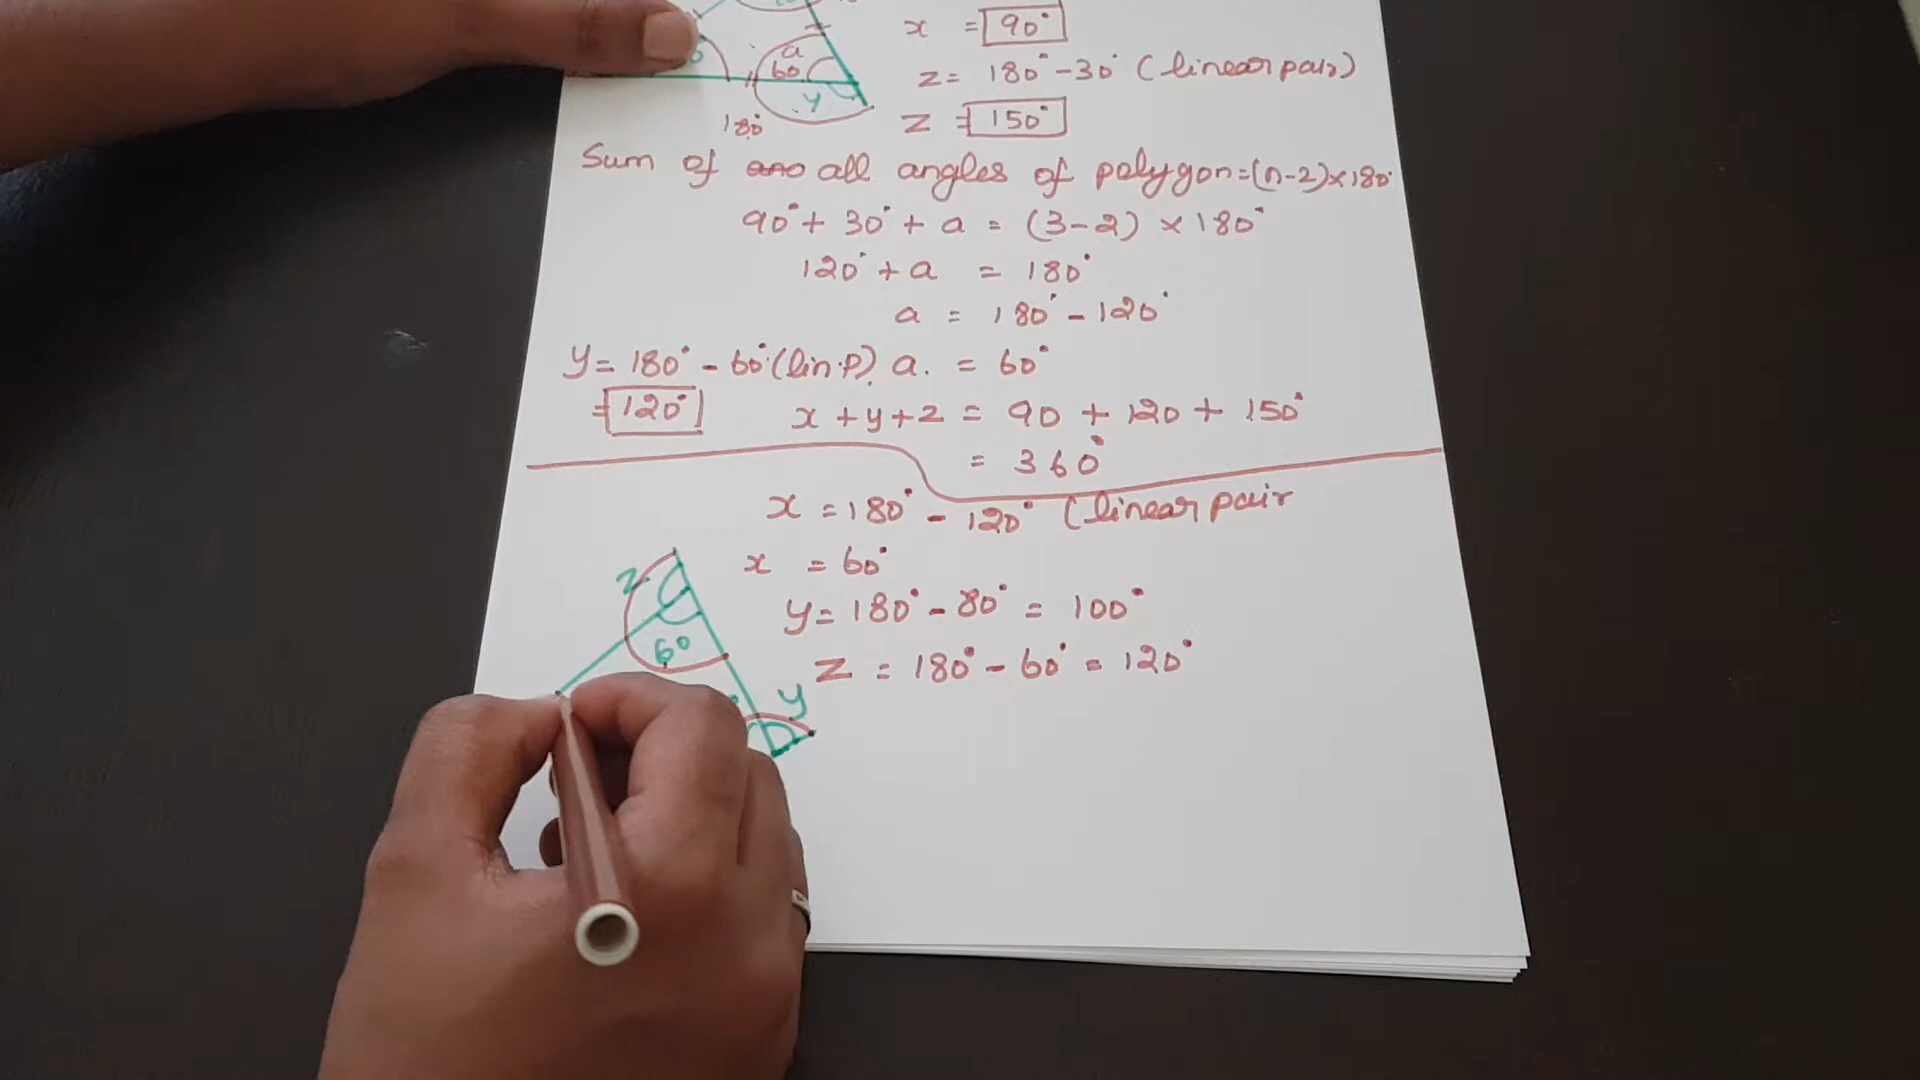 x = 90°
a
60
y
180°
z = 180° - 30° (linear pair)
z = 150°
Sum of all angles of polygon = (n-2) × 180°
90° + 30° + a = (3-2) × 180°
120° + a = 180°
a = 180° - 120°
y = 180° - 60° (lin.P) a. = 60°
= 120°
x + y + z = 90 + 120 + 150°
= 360°
x = 180° - 120° (linear pair
x = 60°
y = 180° - 80° = 100°
z = 180° - 60° = 120°
z
60
y